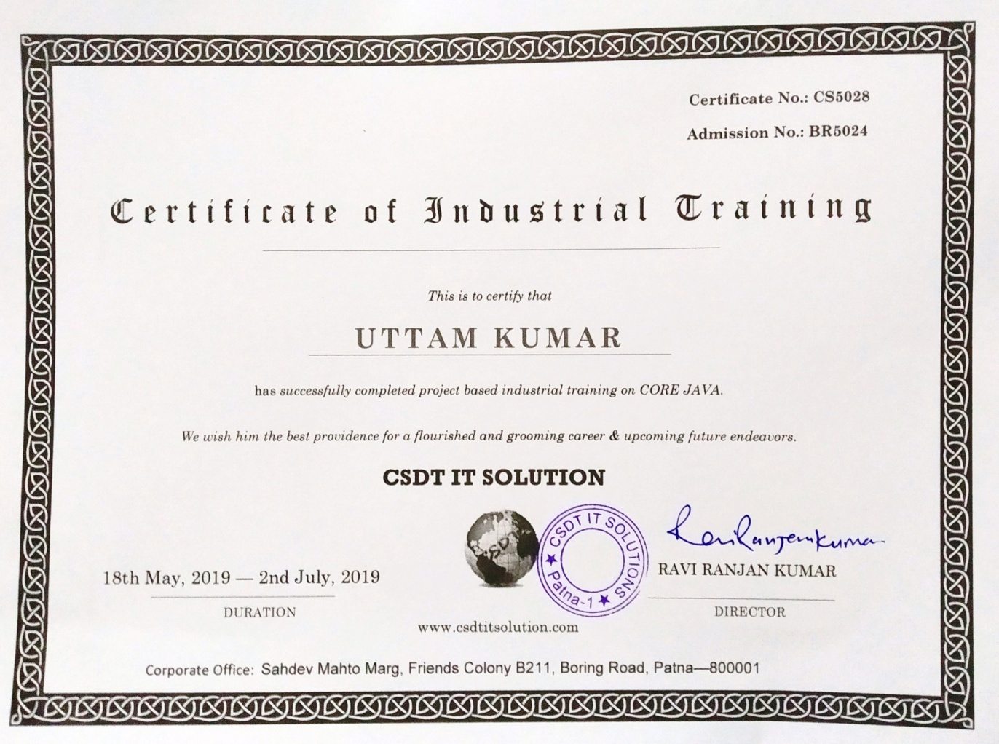 Certificate No.: CS5028
Admission No.: BR5024
Certificate of Industrial Training
This is to certify that
UTTAM KUMAR
has successfully completed project based industrial training on CORE JAVA.
We wish him the best providence for a flourished and grooming career & upcoming future endeavors.
CSDT IT SOLUTION
CSDT
CSDT IT SOLUTIONS
Patna-1
Ravi Ranjan Kumar
RAVI RANJAN KUMAR
18th May, 2019 — 2nd July, 2019
DURATION
DIRECTOR
www.csdtitsolution.com
Corporate Office: Sahdev Mahto Marg, Friends Colony B211, Boring Road, Patna—800001